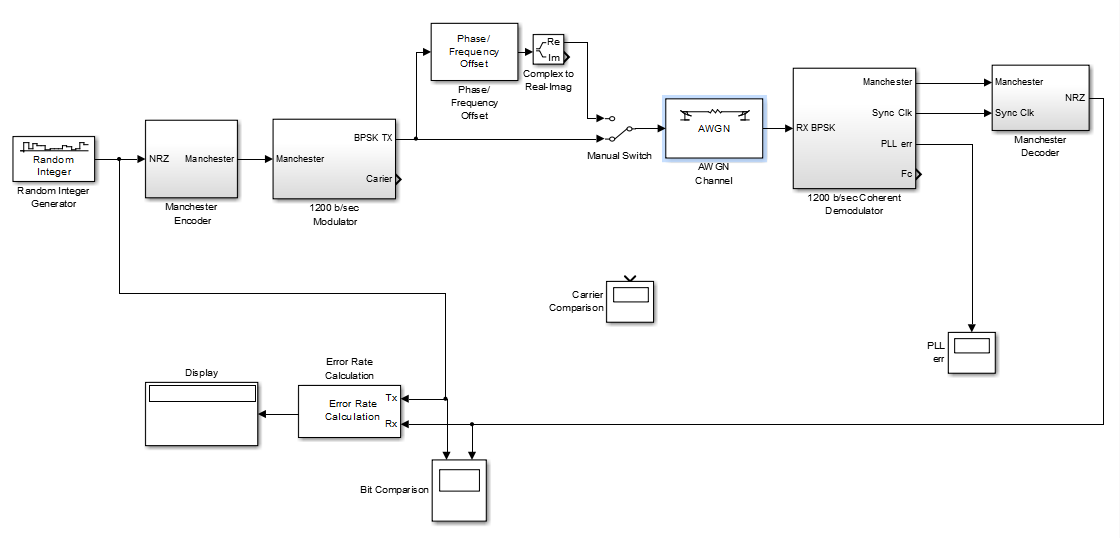 Random
Integer
Random Integer
Generator
NRZ
Manchester
Manchester
Encoder
Manchester
BPSK TX
Carier
1200 b/sec
Modulator
Phase/
Frequency
Offset
Phase/
Frequency
Offset
Re
Im
Complex to
Real-Imag
Manual Switch
AWGN
AWGN
Channel
RX BPSK
Manchester
Sync Clk
PLL err
Fc
1200 b/sec Coherent
Demodulator
Manchester
Sync Clk
NRZ
Manchester
Decoder
Carrier
Comparison
PLL
err
Display
Error Rate
Calculation
Error Rate
Calculation
Tx
Rx
Bit Comparison